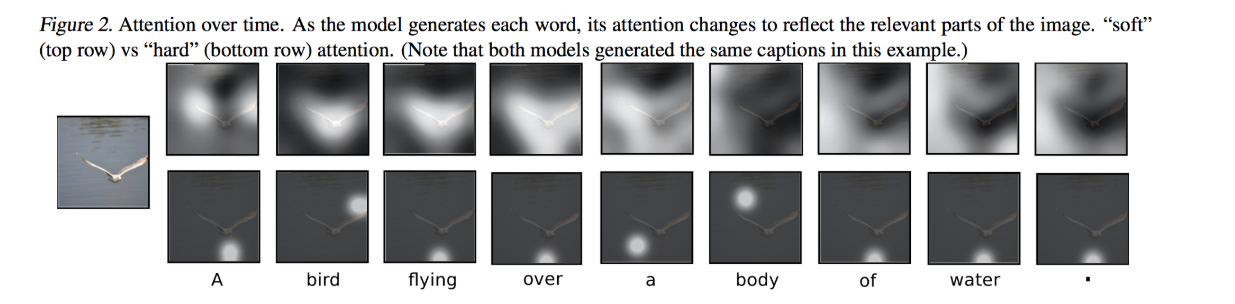 Figure 2. Attention over time. As the model generates each word, its attention changes to reflect the relevant parts of the image. “soft”
(top row) vs “hard” (bottom row) attention. (Note that both models generated the same captions in this example.)
A bird flying over a body of water .